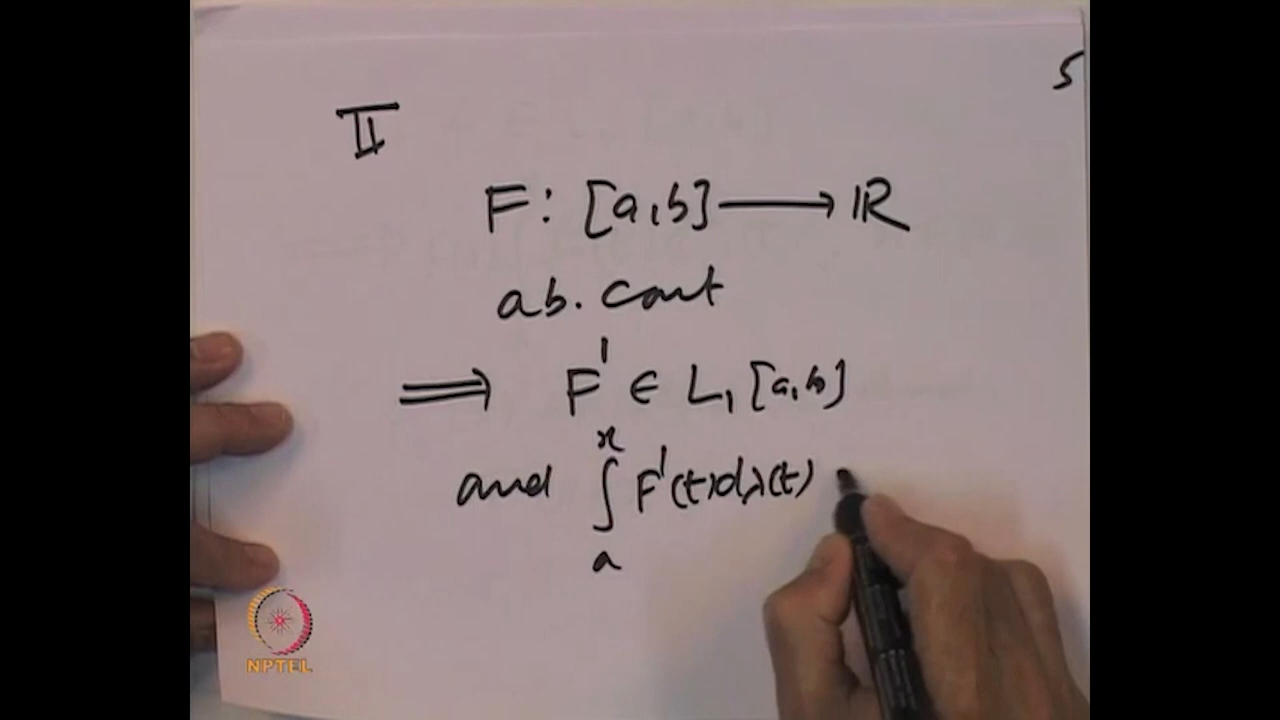 5
II
F: [a,b] ⟶ ℝ
ab. cont
⟹ F' ∈ L₁ [a,b]
and ∫ₐˣ F'(t)dλ(t)
NPTEL